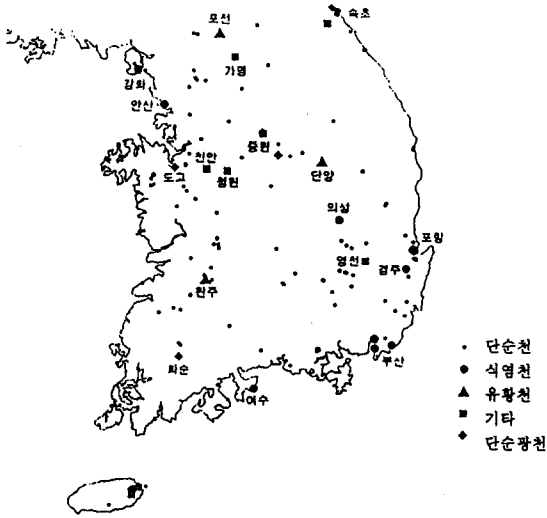 속초
포천
가평
강화
안산
중원
천안
도고
청원
단양
의성
포항
영천
경주
완주
화순
부산
여수
단순천
식염천
유황천
기타
단순광천